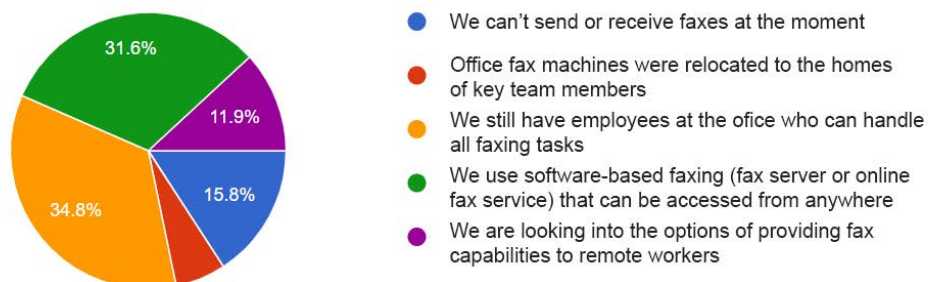 31.6%
11.9%
15.8%
34.8%
We can't send or receive faxes at the moment
Office fax machines were relocated to the homes
of key team members
We still have employees at the ofice who can handle
all faxing tasks
We use software-based faxing (fax server or online
fax service) that can be accessed from anywhere
We are looking into the options of providing fax
capabilities to remote workers